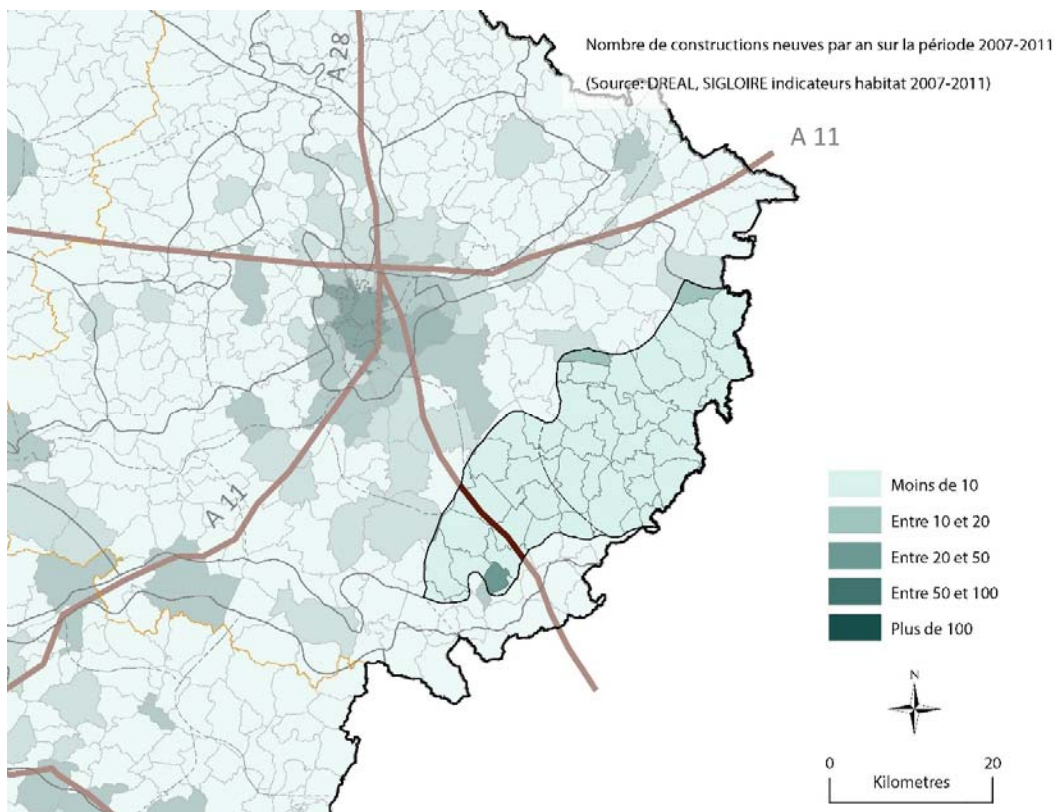 Nombre de constructions neuves par an sur la période 2007-2011
(Source: DREAL, SIGLOIRE indicateurs habitat 2007-2011)
A 28
A 11
A 11
Moins de 10
Entre 10 et 20
Entre 20 et 50
Entre 50 et 100
Plus de 100
N
0
20
Kilometres